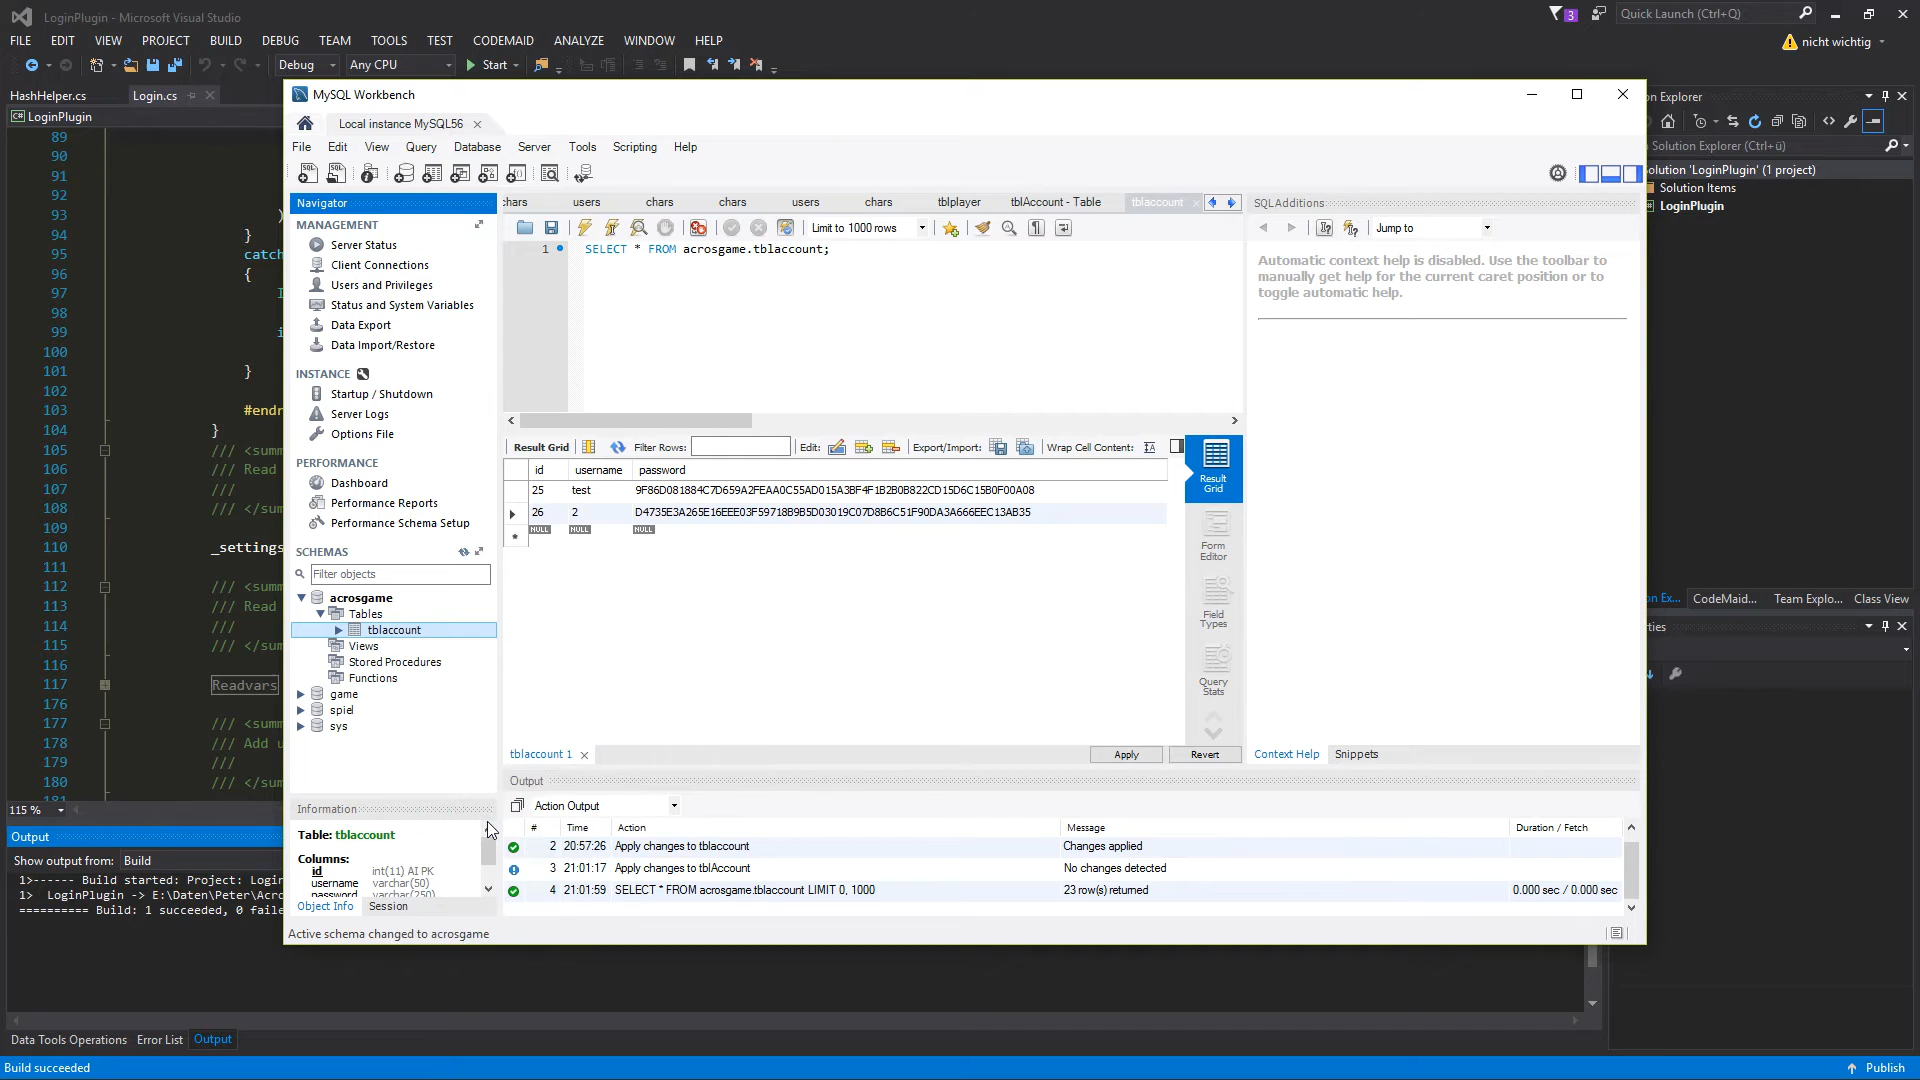 LoginPlugin - Microsoft Visual Studio
3
Quick Launch (Ctrl+Q)
FILE EDIT VIEW PROJECT BUILD DEBUG TEAM TOOLS TEST CODEMAID ANALYZE WINDOW HELP
nicht wichtig
Debug Any CPU Start
HashHelper.cs Login.cs
LoginPlugin
89
90
91
92
93 )
94 }
95 catch
96 {
97 I
98
99 i
100
101 }
102
103 #endr
104 }
105 /// <summ
106 /// Read
107 ///
108 /// </sum
109
110 _settings
111
112 /// <summ
113 /// Read
114 ///
115 /// </sum
116
117 Readvars
176
177 /// <summ
178 /// Add u
179 ///
180 /// </sum
181
115 %
Output
Show output from: Build
1>------ Build started: Project: Logi
1> LoginPlugin -> E:\Daten\Peter\Acro
========== Build: 1 succeeded, 0 faile
Data Tools Operations Error List Output
Build succeeded
Publish
MySQL Workbench
Local instance MySQL56
File Edit View Query Database Server Tools Scripting Help
Navigator
MANAGEMENT
Server Status
Client Connections
Users and Privileges
Status and System Variables
Data Export
Data Import/Restore
INSTANCE
Startup / Shutdown
Server Logs
Options File
PERFORMANCE
Dashboard
Performance Reports
Performance Schema Setup
SCHEMAS
Filter objects
acrosgame
Tables
tblaccount
Views
Stored Procedures
Functions
game
spiel
sys
Information
Table: tblaccount
Columns:
id int(11) AI PK
username varchar(50)
password varchar(250)
Object Info Session
Active schema changed to acrosgame
chars users chars chars users chars tblplayer tblAccount - Table tblaccount
Limit to 1000 rows
1 SELECT * FROM acrosgame.tblaccount;
Result Grid Filter Rows: Edit: Export/Import: Wrap Cell Content:
id username password
25 test 9F86D081884C7D659A2FEAA0C55AD015A3BF4F1B2B0B822CD15D6C15B0F00A08
26 2 D4735E3A265E16EEE03F59718B9B5D03019C07D8B6C51F90DA3A666EEC13AB35
NULL NULL NULL
Result Grid
Form Editor
Field Types
Query Stats
tblaccount 1
Apply Revert
Output
Action Output
# Time Action Message Duration / Fetch
2 20:57:26 Apply changes to tblaccount Changes applied
3 21:01:17 Apply changes to tblAccount No changes detected
4 21:01:59 SELECT * FROM acrosgame.tblaccount LIMIT 0, 1000 23 row(s) returned 0.000 sec / 0.000 sec
SQLAdditions
Jump to
Automatic context help is disabled. Use the toolbar to
manually get help for the current caret position or to
toggle automatic help.
Context Help Snippets
on Explorer
Solution Explorer (Ctrl+ü)
olution 'LoginPlugin' (1 project)
Solution Items
LoginPlugin
on Ex... CodeMaid... Team Explo... Class View
rties